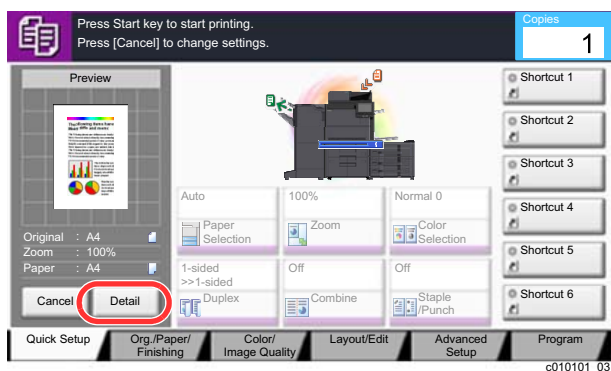 Press Start key to start printing.
Press [Cancel] to change settings.
Copies
1
Preview
Original : A4
Zoom : 100%
Paper : A4
Cancel
Detail
Auto
Paper
Selection
100%
Zoom
Normal 0
Color
Selection
1-sided
>>1-sided
Duplex
Off
Combine
Off
Staple
/Punch
Shortcut 1
Shortcut 2
Shortcut 3
Shortcut 4
Shortcut 5
Shortcut 6
Quick Setup
Org./Paper/
Finishing
Color/
Image Quality
Layout/Edit
Advanced
Setup
Program
c010101_03